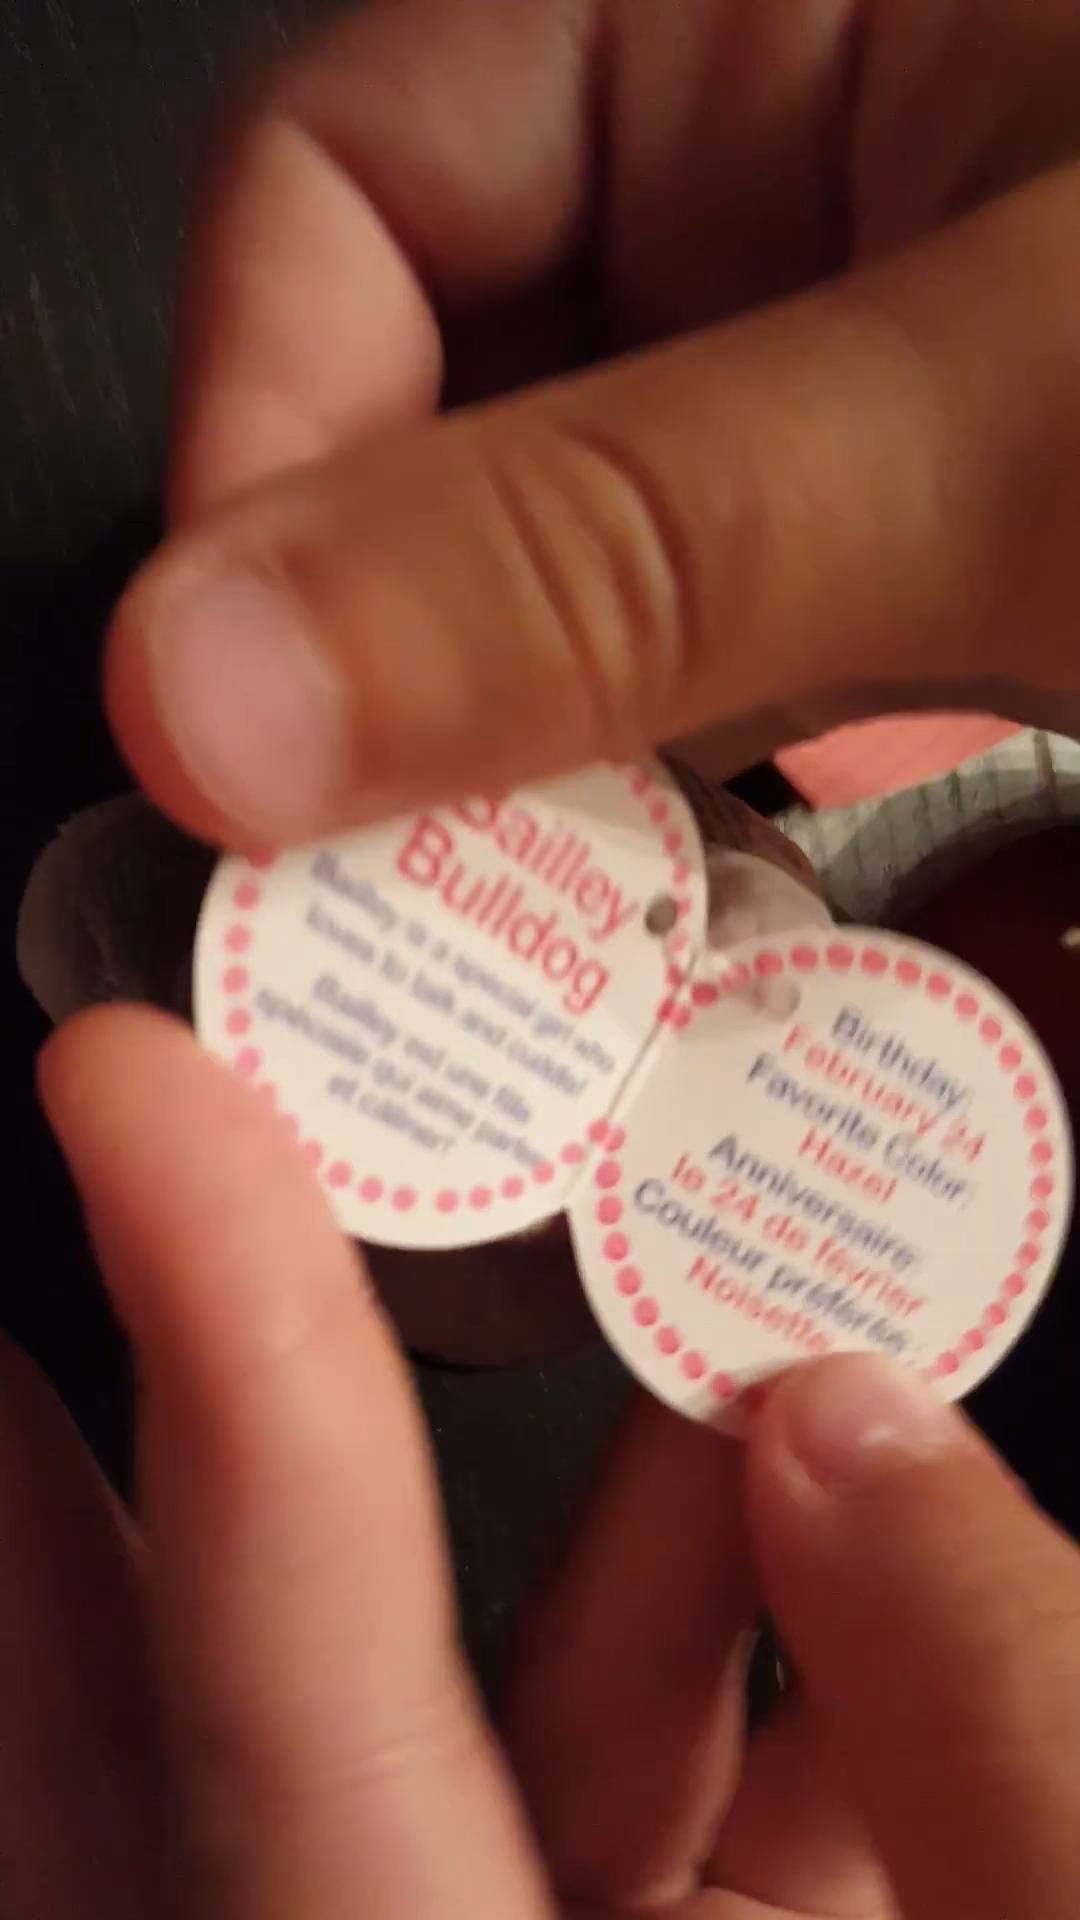 Bailley
Bulldog
Bailley is a special girl who
loves to talk and cuddle!
Bailley est une fille
spéciale qui aime parler
et câliner!
Birthday:
February 24
Favorite Color:
Hazel
Anniversaire:
le 24 de février
Couleur préférée :
Noisette